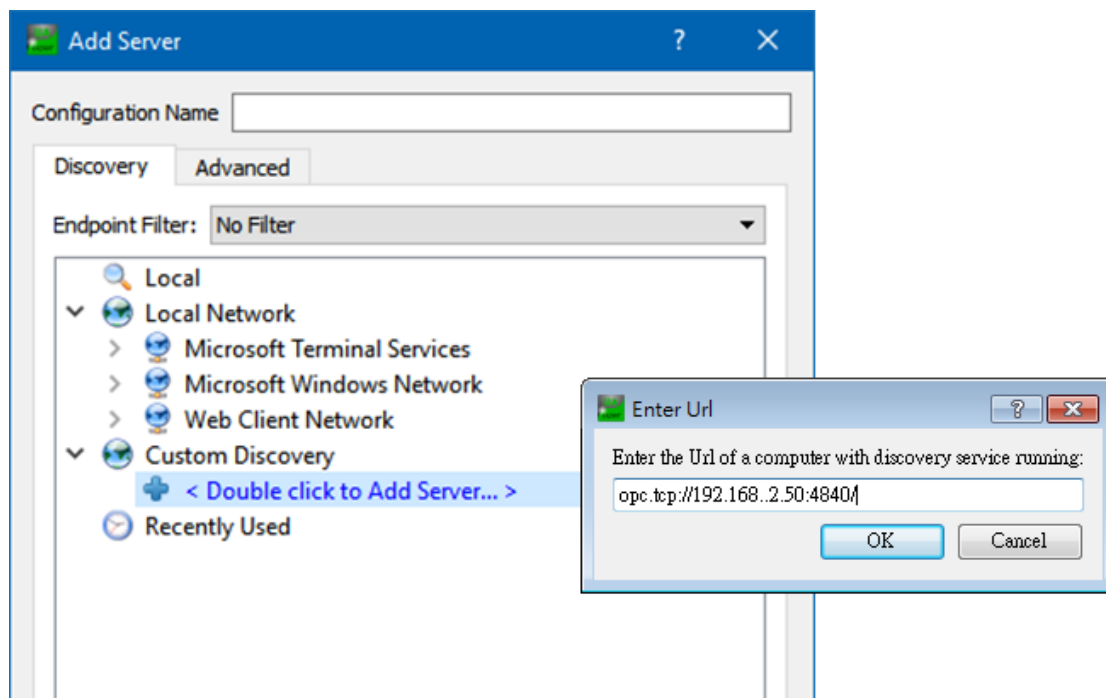 Add Server
Configuration Name
Discovery Advanced
Endpoint Filter: No Filter
Local
Local Network
Microsoft Terminal Services
Microsoft Windows Network
Web Client Network
Custom Discovery
< Double click to Add Server... >
Recently Used
Enter Url
Enter the Url of a computer with discovery service running:
opc.tcp://192.168..2.50:4840/
OK Cancel